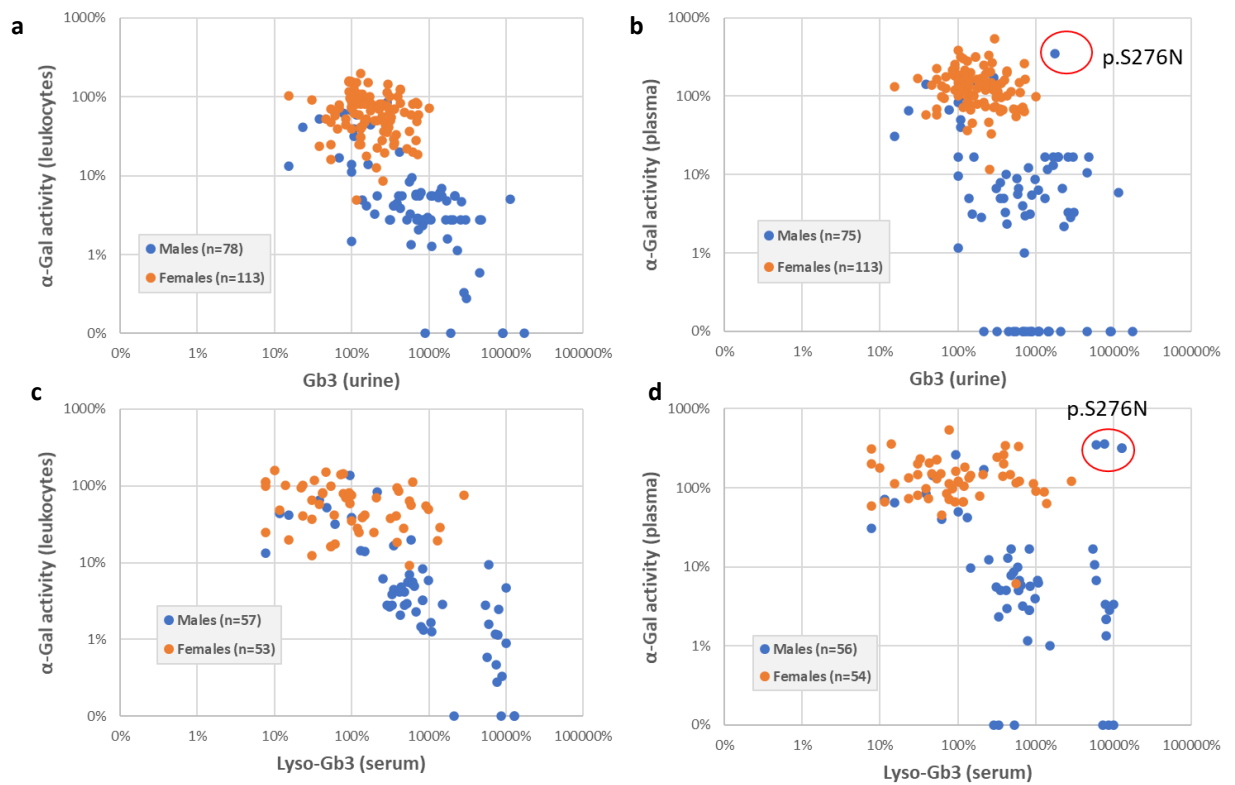 a
1000%
100%
10%
1%
0%
α-Gal activity (leukocytes)
Males (n=78)
Females (n=113)
0% 1% 10% 100% 1000% 10000% 100000%
Gb3 (urine)
b
1000%
100%
10%
1%
0%
α-Gal activity (plasma)
p.S276N
Males (n=75)
Females (n=113)
0% 1% 10% 100% 1000% 10000% 100000%
Gb3 (urine)
c
1000%
100%
10%
1%
0%
α-Gal activity (leukocytes)
Males (n=57)
Females (n=53)
0% 1% 10% 100% 1000% 10000% 100000%
Lyso-Gb3 (serum)
d
p.S276N
1000%
100%
10%
1%
0%
α-Gal activity (plasma)
Males (n=56)
Females (n=54)
0% 1% 10% 100% 1000% 10000% 100000%
Lyso-Gb3 (serum)